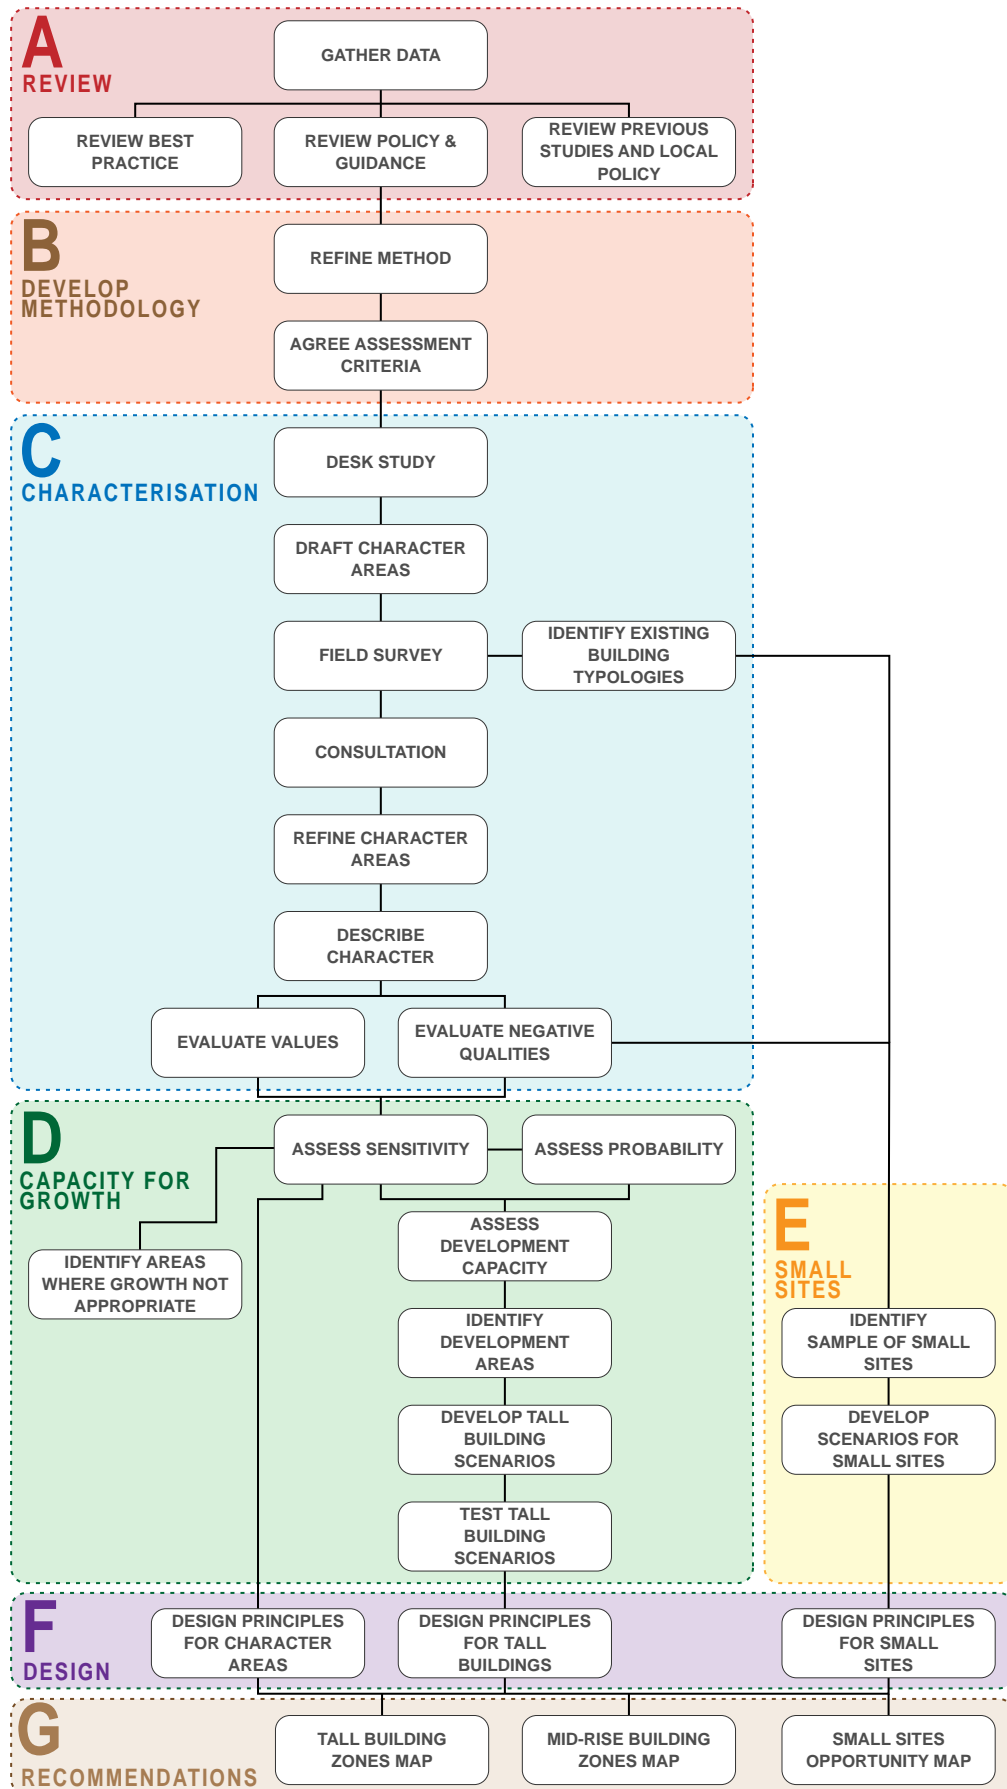 A
REVIEW
GATHER DATA
REVIEW BEST
PRACTICE
REVIEW POLICY &
GUIDANCE
REVIEW PREVIOUS
STUDIES AND LOCAL
POLICY
B
DEVELOP
METHODOLOGY
REFINE METHOD
AGREE ASSESSMENT
CRITERIA
C
CHARACTERISATION
DESK STUDY
DRAFT CHARACTER
AREAS
FIELD SURVEY
IDENTIFY EXISTING
BUILDING
TYPOLOGIES
CONSULTATION
REFINE CHARACTER
AREAS
DESCRIBE
CHARACTER
EVALUATE VALUES
EVALUATE NEGATIVE
QUALITIES
D
CAPACITY FOR
GROWTH
ASSESS SENSITIVITY
ASSESS PROBABILITY
IDENTIFY AREAS
WHERE GROWTH NOT
APPROPRIATE
ASSESS
DEVELOPMENT
CAPACITY
IDENTIFY
DEVELOPMENT
AREAS
DEVELOP TALL
BUILDING
SCENARIOS
TEST TALL
BUILDING
SCENARIOS
E
SMALL
SITES
IDENTIFY
SAMPLE OF SMALL
SITES
DEVELOP
SCENARIOS FOR
SMALL SITES
F
DESIGN
DESIGN PRINCIPLES
FOR CHARACTER
AREAS
DESIGN PRINCIPLES
FOR TALL
BUILDINGS
DESIGN PRINCIPLES
FOR SMALL
SITES
G
RECOMMENDATIONS
TALL BUILDING
ZONES MAP
MID-RISE BUILDING
ZONES MAP
SMALL SITES
OPPORTUNITY MAP